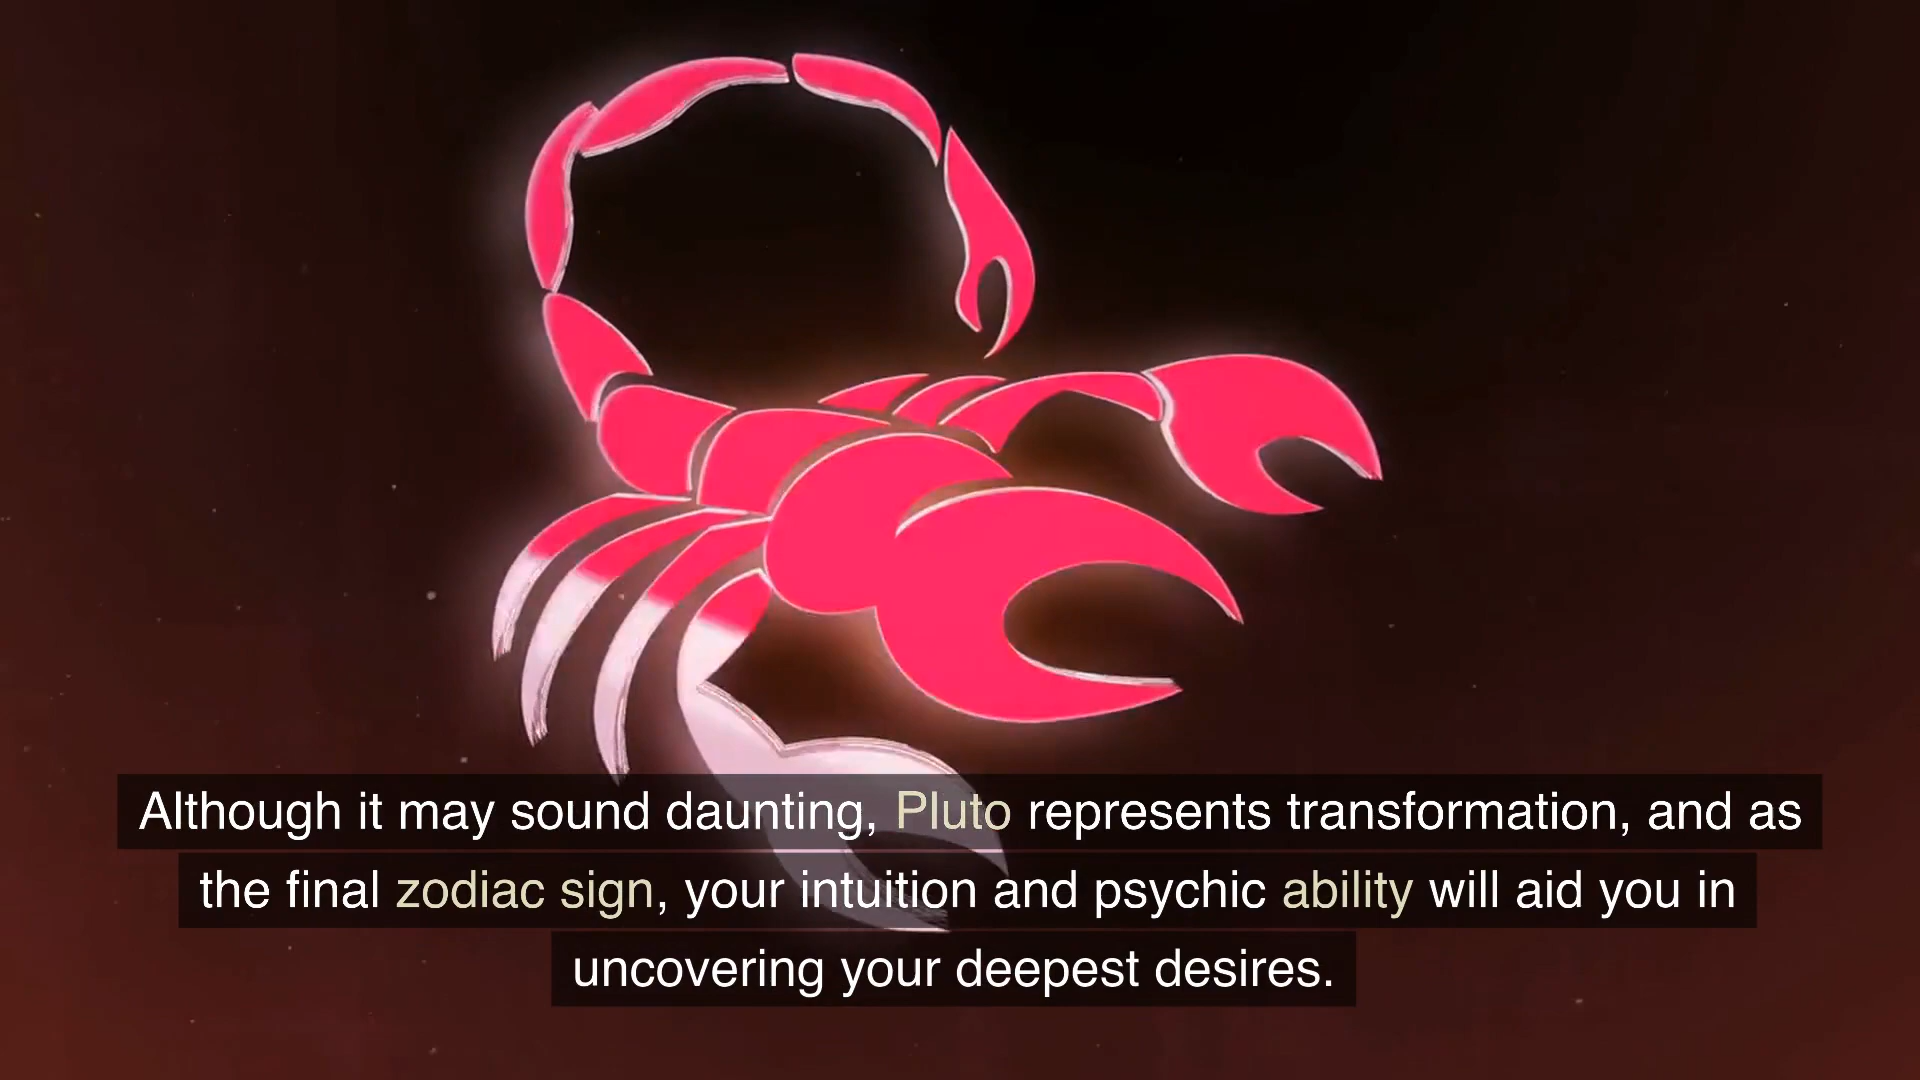 Although it may sound daunting, Pluto represents transformation, and as
the final zodiac sign, your intuition and psychic ability will aid you in
uncovering your deepest desires.